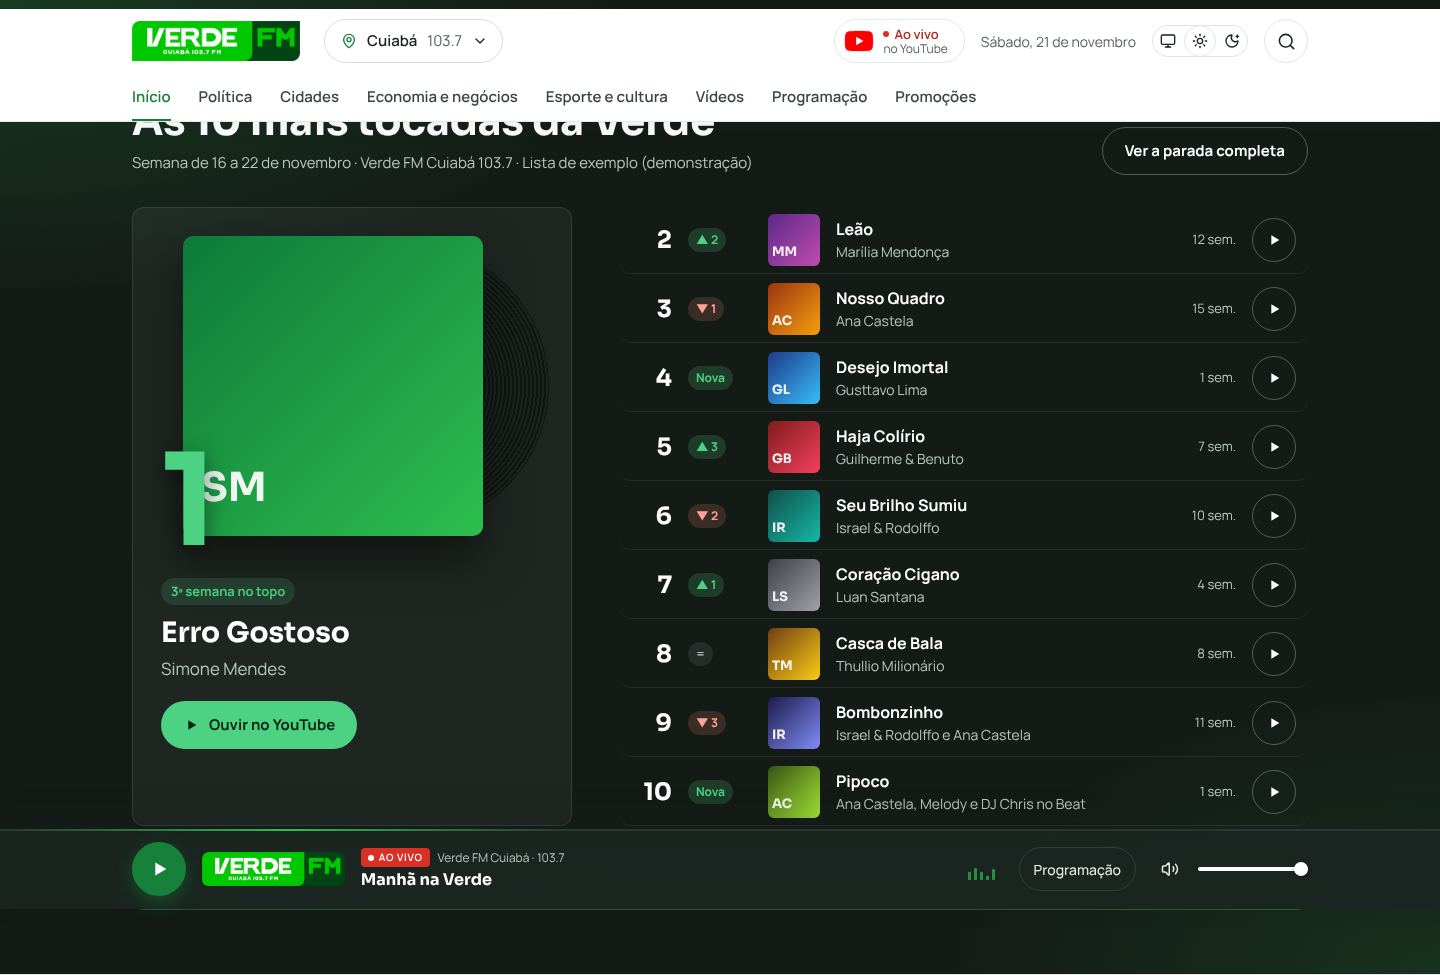 VERDE FM
CUIABÁ 103.7 FM
Cuiabá 103.7
Ao vivo
no YouTube
Sábado, 21 de novembro
Início Política Cidades Economia e negócios Esporte e cultura Vídeos Programação Promoções
As 10 mais tocadas da Verde
Semana de 16 a 22 de novembro · Verde FM Cuiabá 103.7 · Lista de exemplo (demonstração)
Ver a parada completa
1
SM
3ª semana no topo
Erro Gostoso
Simone Mendes
Ouvir no YouTube
2 ▲ 2 MM Leão 12 sem.
Marília Mendonça
3 ▼ 1 AC Nosso Quadro 15 sem.
Ana Castela
4 Nova GL Desejo Imortal 1 sem.
Gusttavo Lima
5 ▲ 3 GB Haja Colírio 7 sem.
Guilherme & Benuto
6 ▼ 2 IR Seu Brilho Sumiu 10 sem.
Israel & Rodolffo
7 ▲ 1 LS Coração Cigano 4 sem.
Luan Santana
8 = TM Casca de Bala 8 sem.
Thullio Milionário
9 ▼ 3 IR Bombonzinho 11 sem.
Israel & Rodolffo e Ana Castela
10 Nova AC Pipoco 1 sem.
Ana Castela, Melody e DJ Chris no Beat
VERDE FM
CUIABÁ 103.7 FM
AO VIVO Verde FM Cuiabá · 103.7
Manhã na Verde
Programação